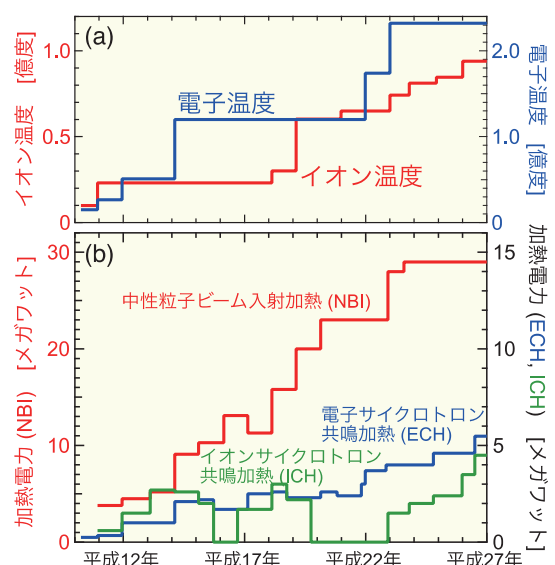 (a)
1.0
0.5
0
イオン温度 [億度]
電子温度
イオン温度
2.0
1.0
0
電子温度 [億度]
(b)
30
20
10
0
加熱電力 (NBI) [メガワット]
中性粒子ビーム入射加熱 (NBI)
電子サイクロトロン
共鳴加熱 (ECH)
イオンサイクロトロン
共鳴加熱 (ICH)
15
10
5
0
加熱電力 (ECH, ICH) [メガワット]
平成12年
平成17年
平成22年
平成27年